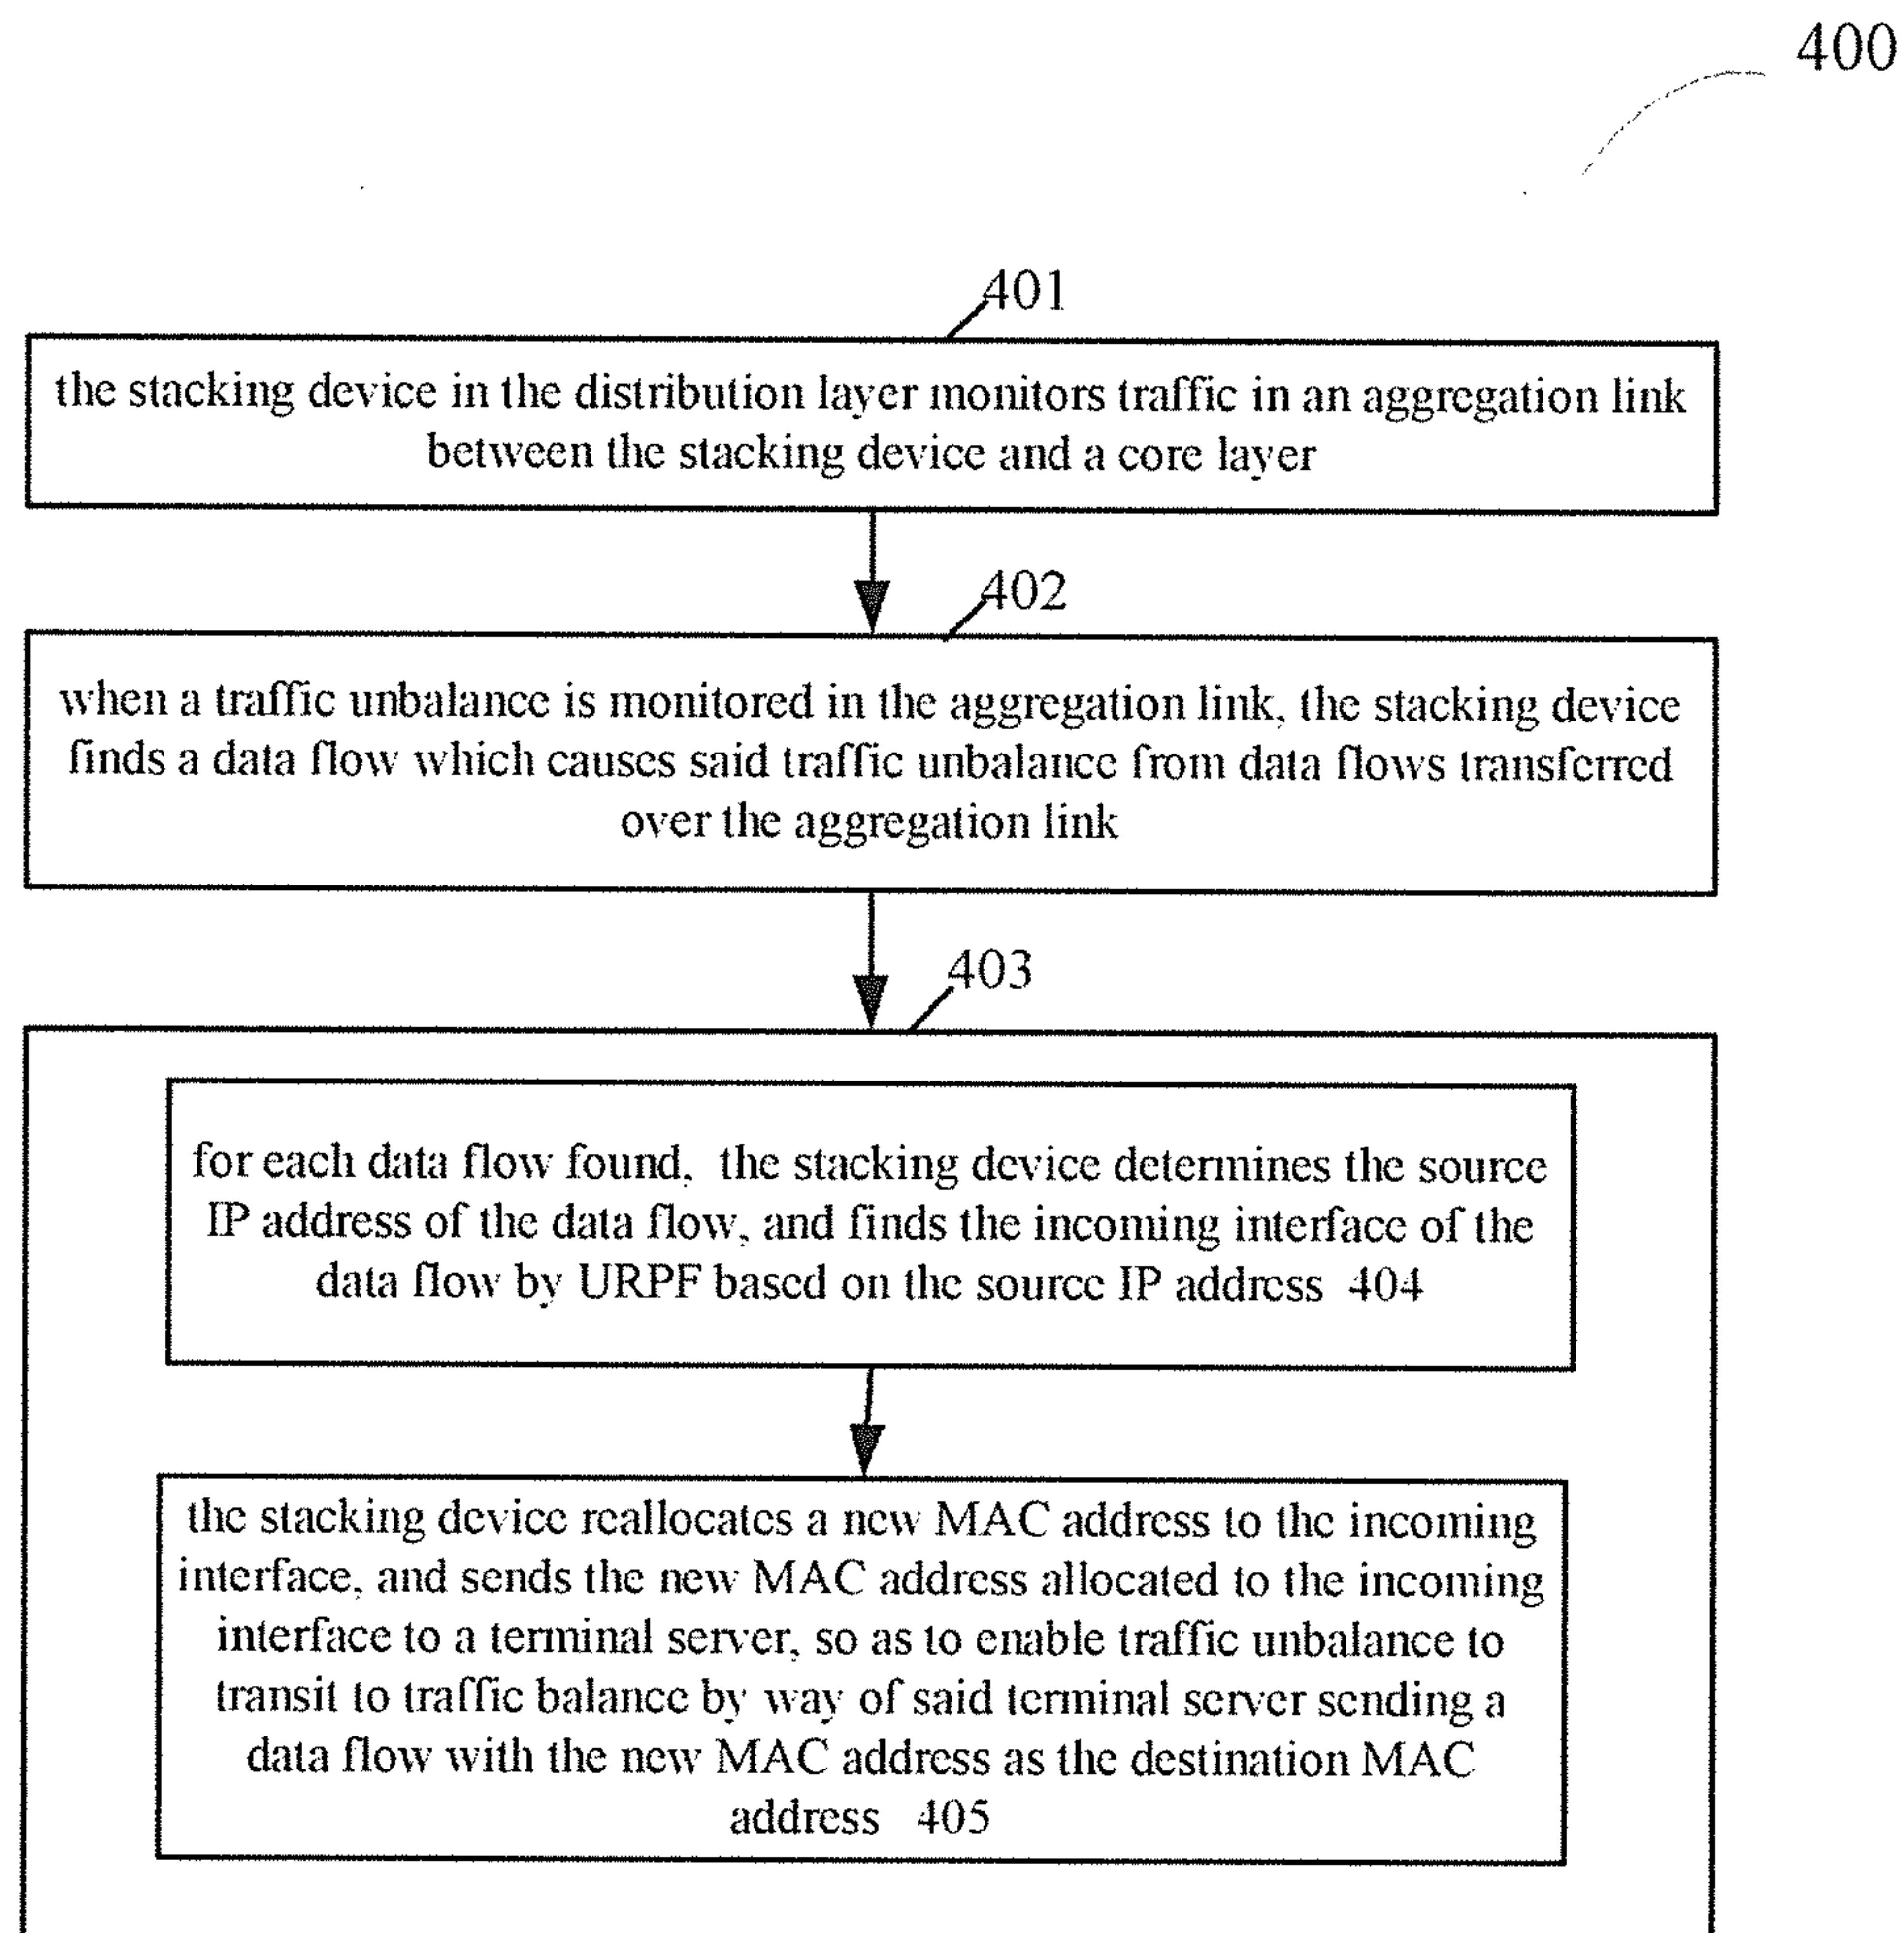 400
401
the stacking device in the distribution layer monitors traffic in an aggregation link
between the stacking device and a core layer
402
when a traffic unbalance is monitored in the aggregation link, the stacking device
finds a data flow which causes said traffic unbalance from data flows transferred
over the aggregation link
403
for each data flow found, the stacking device determines the source
IP address of the data flow, and finds the incoming interface of the
data flow by URPF based on the source IP address 404
the stacking device reallocates a new MAC address to the incoming
interface, and sends the new MAC address allocated to the incoming
interface to a terminal server, so as to enable traffic unbalance to
transit to traffic balance by way of said terminal server sending a
data flow with the new MAC address as the destination MAC
address 405